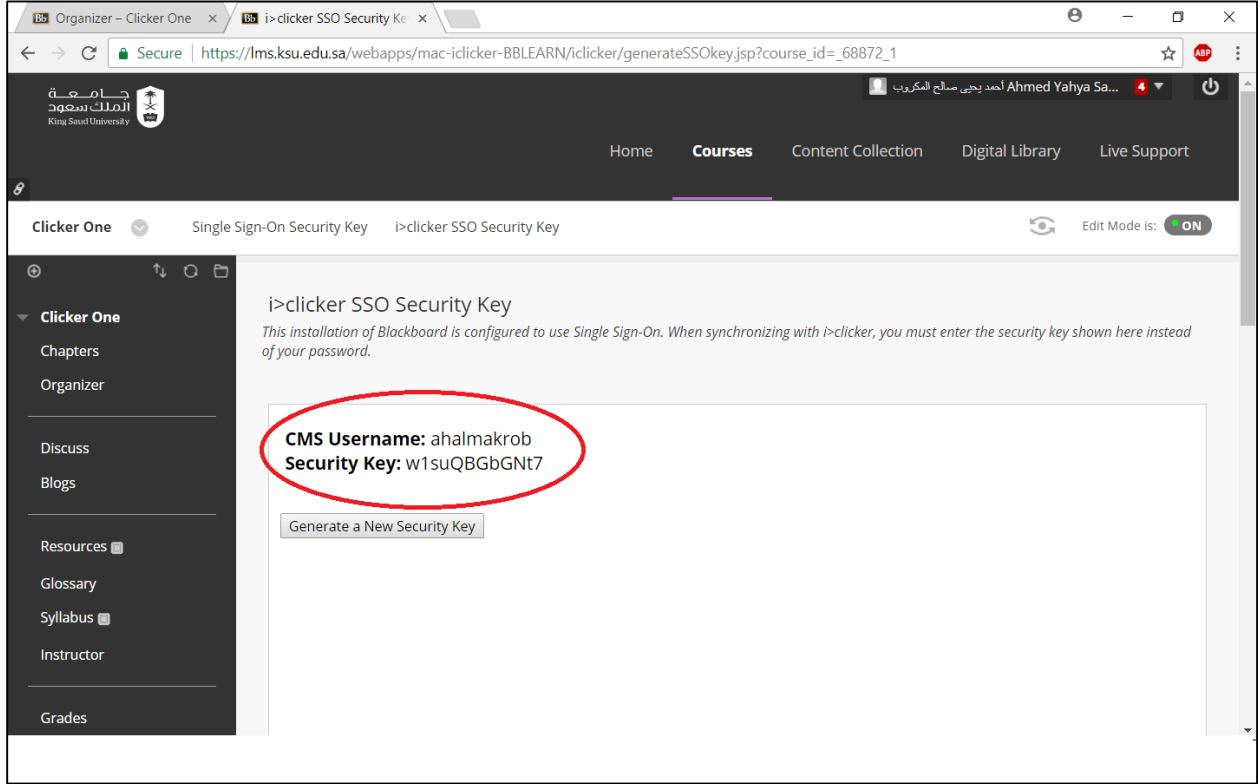 Organizer – Clicker One
i>clicker SSO Security Ke
Secure https://lms.ksu.edu.sa/webapps/mac-iclicker-BBLEARN/iclicker/generateSSOkey.jsp?course_id=_68872_1
ABP
جــامــعــة
الملك سعود
King Saud University
أحمد يحيى صالح المكروب Ahmed Yahya Sa... 4
Home Courses Content Collection Digital Library Live Support
Clicker One Single Sign-On Security Key i>clicker SSO Security Key Edit Mode is: ON
Clicker One
Chapters
Organizer
Discuss
Blogs
Resources
Glossary
Syllabus
Instructor
Grades
i>clicker SSO Security Key
This installation of Blackboard is configured to use Single Sign-On. When synchronizing with i>clicker, you must enter the security key shown here instead
of your password.
CMS Username: ahalmakrob
Security Key: w1suQBGbGNt7
Generate a New Security Key